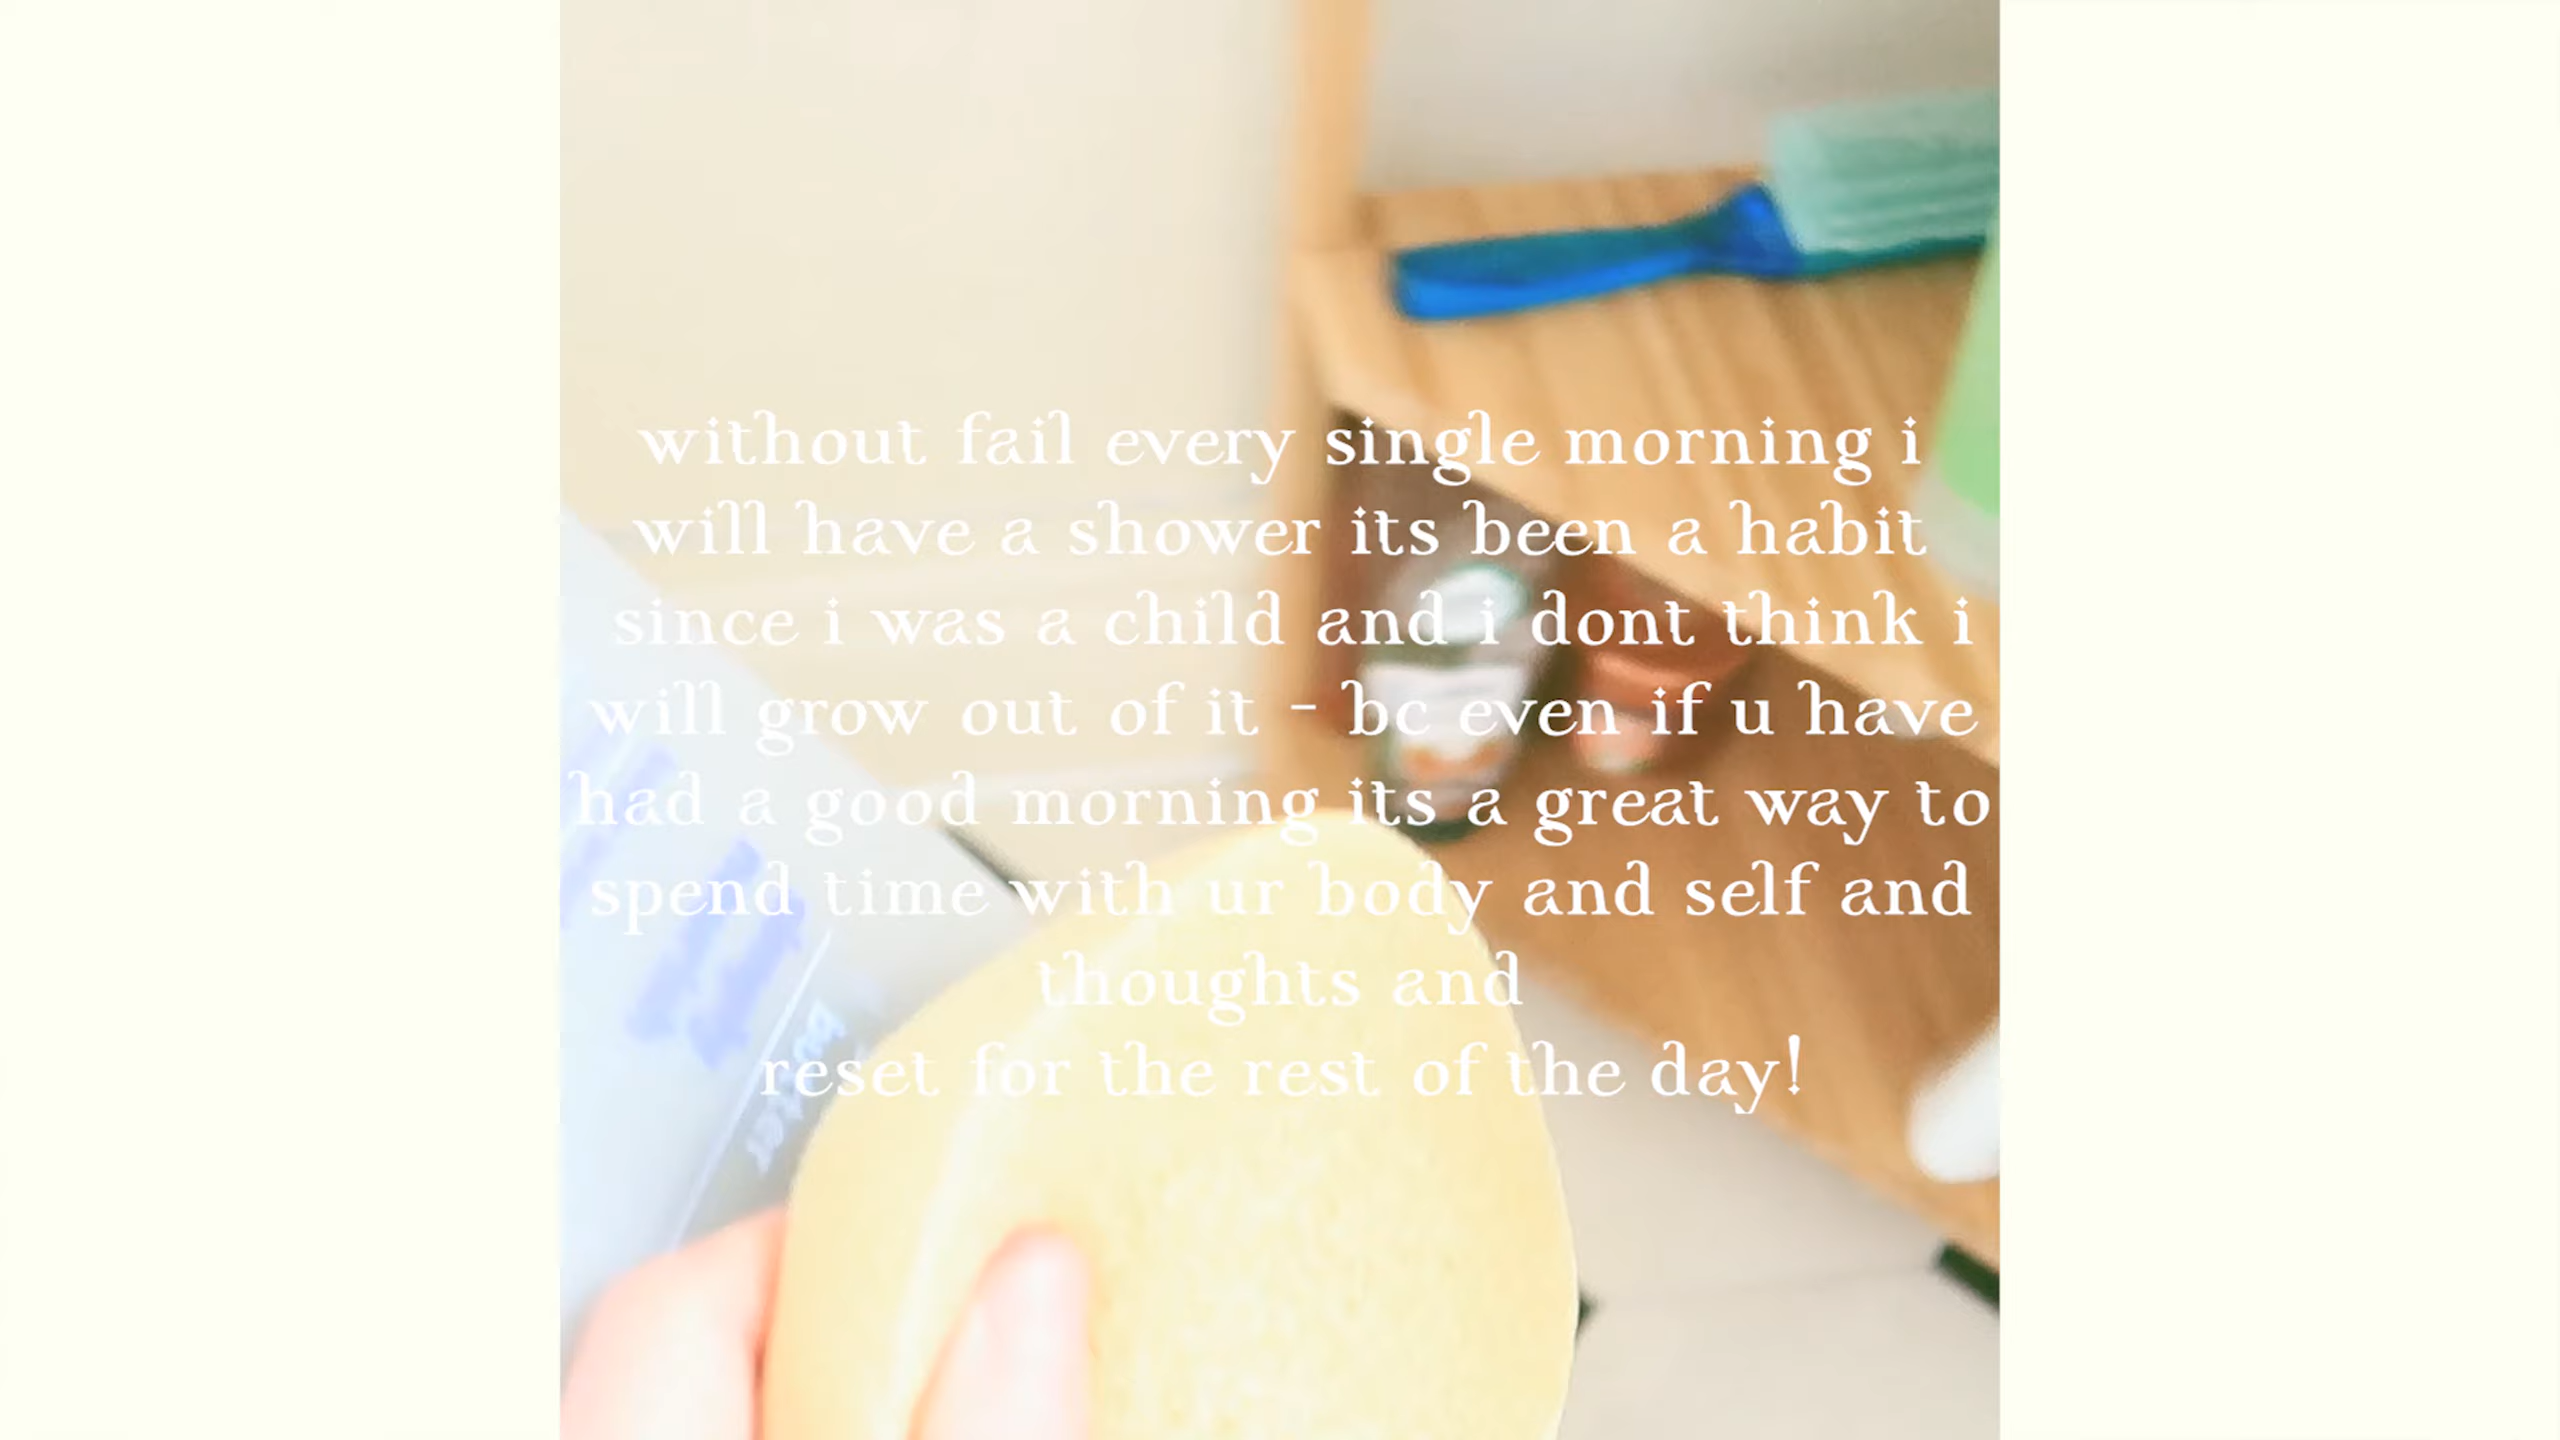 without fail every single morning i
will have a shower its been a habit
since i was a child and i dont think i
will grow out of it - bc even if u have
had a good morning its a great way to
spend time with ur body and self and
thoughts and
reset for the rest of the day!